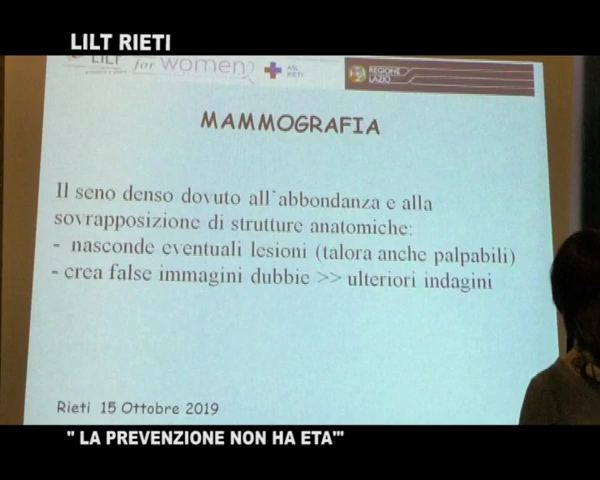 LILT RIETI
LILT for women
ASL RIETI
REGIONE LAZIO
MAMMOGRAFIA
Il seno denso dovuto all'abbondanza e alla
sovrapposizione di strutture anatomiche:
- nasconde eventuali lesioni (talora anche palpabili)
- crea false immagini dubbie >> ulteriori indagini
Rieti 15 Ottobre 2019
" LA PREVENZIONE NON HA ETA'"